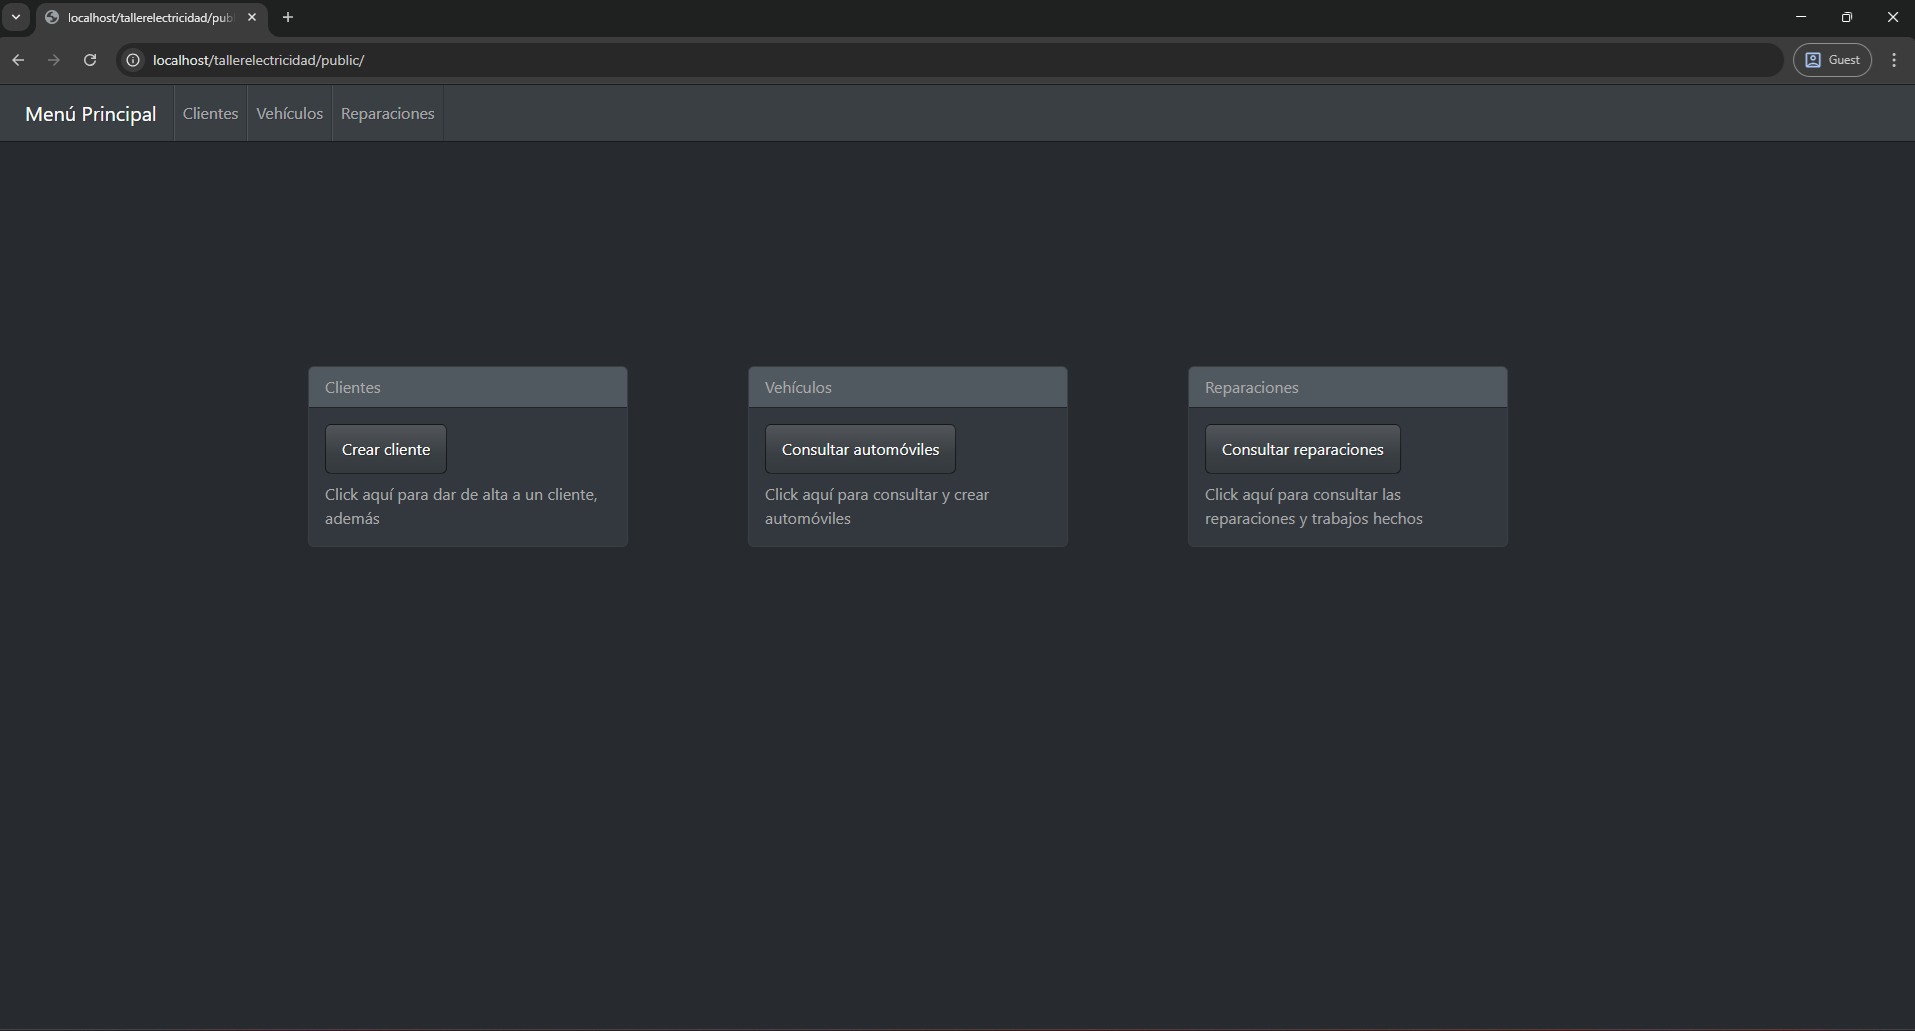 localhost/tallerelectricidad/pub
localhost/tallerelectricidad/public/
Guest
Menú Principal
Clientes
Vehículos
Reparaciones
Clientes
Crear cliente
Click aquí para dar de alta a un cliente,
además
Vehículos
Consultar automóviles
Click aquí para consultar y crear
automóviles
Reparaciones
Consultar reparaciones
Click aquí para consultar las
reparaciones y trabajos hechos